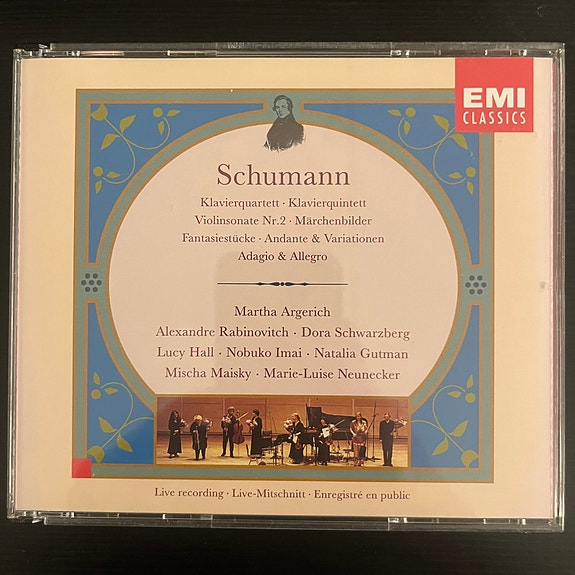 EMI
CLASSICS
Schumann
Klavierquartett · Klavierquintett
Violinsonate Nr.2 · Märchenbilder
Fantasiestücke · Andante & Variationen
Adagio & Allegro
Martha Argerich
Alexandre Rabinovitch · Dora Schwarzberg
Lucy Hall · Nobuko Imai · Natalia Gutman
Mischa Maisky · Marie-Luise Neunecker
Live recording · Live-Mitschnitt · Enregistré en public